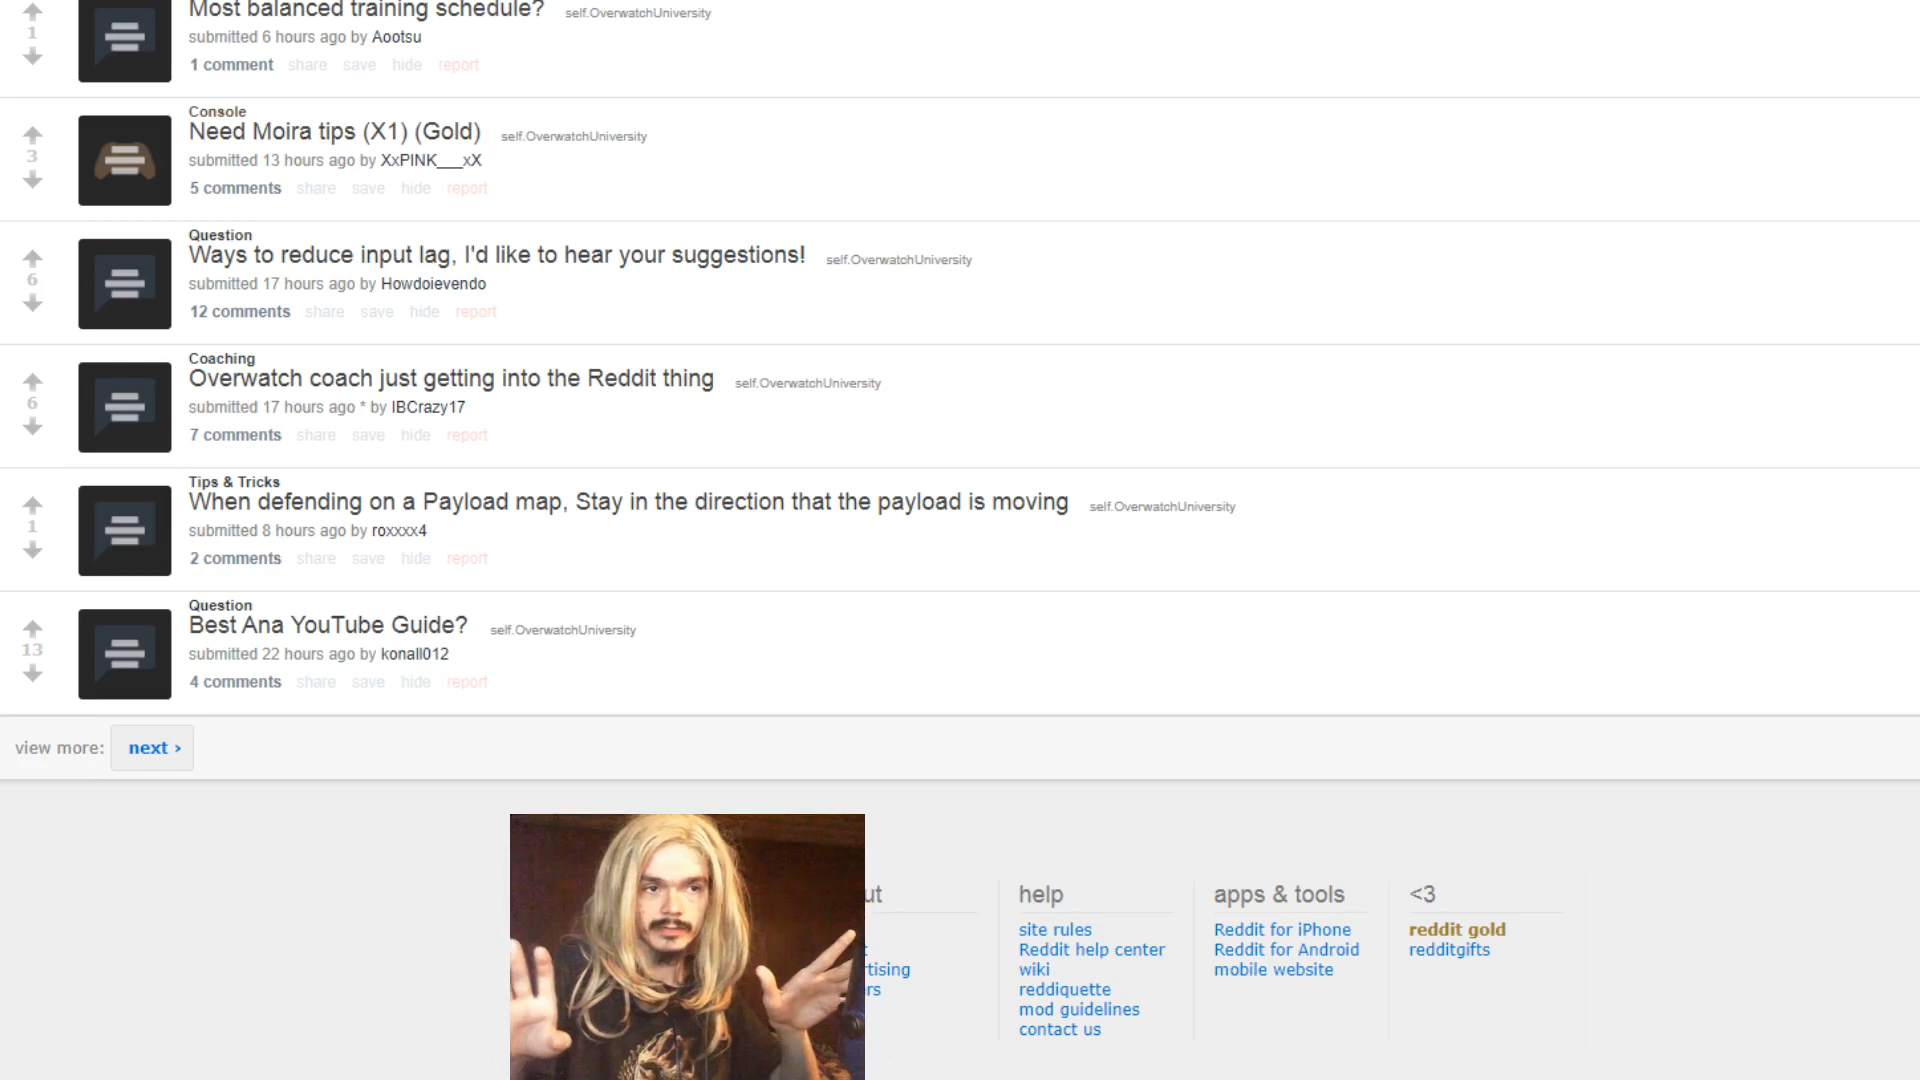 Most balanced training schedule? self.OverwatchUniversity
1
submitted 6 hours ago by Aootsu
1 comment share save hide report
Console
Need Moira tips (X1) (Gold) self.OverwatchUniversity
3
submitted 13 hours ago by XxPINK___xX
5 comments share save hide report
Question
Ways to reduce input lag, I'd like to hear your suggestions! self.OverwatchUniversity
6
submitted 17 hours ago by Howdoievendo
12 comments share save hide report
Coaching
Overwatch coach just getting into the Reddit thing self.OverwatchUniversity
6
submitted 17 hours ago * by IBCrazy17
7 comments share save hide report
Tips & Tricks
When defending on a Payload map, Stay in the direction that the payload is moving self.OverwatchUniversity
1
submitted 8 hours ago by roxxxx4
2 comments share save hide report
Question
Best Ana YouTube Guide? self.OverwatchUniversity
13
submitted 22 hours ago by konall012
4 comments share save hide report
view more: next ›
ut
t
rtising
ers
help
site rules
Reddit help center
wiki
reddiquette
mod guidelines
contact us
apps & tools
Reddit for iPhone
Reddit for Android
mobile website
<3
reddit gold
redditgifts